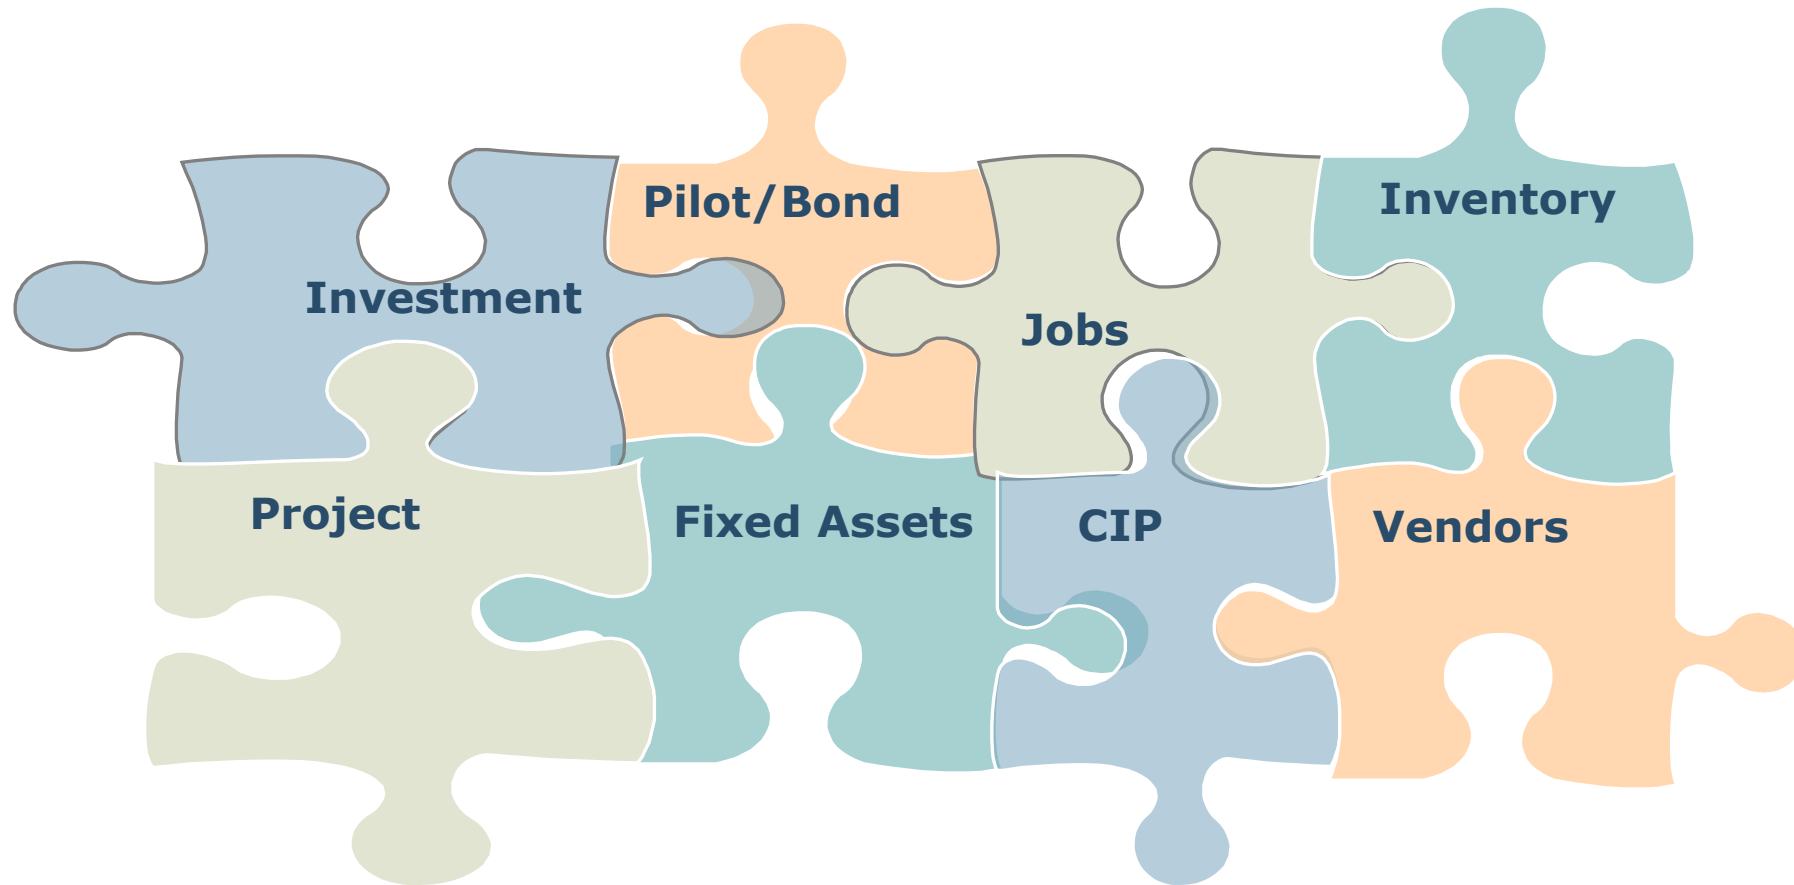 Pilot/Bond
Inventory
Investment
Jobs
Project
Fixed Assets
CIP
Vendors